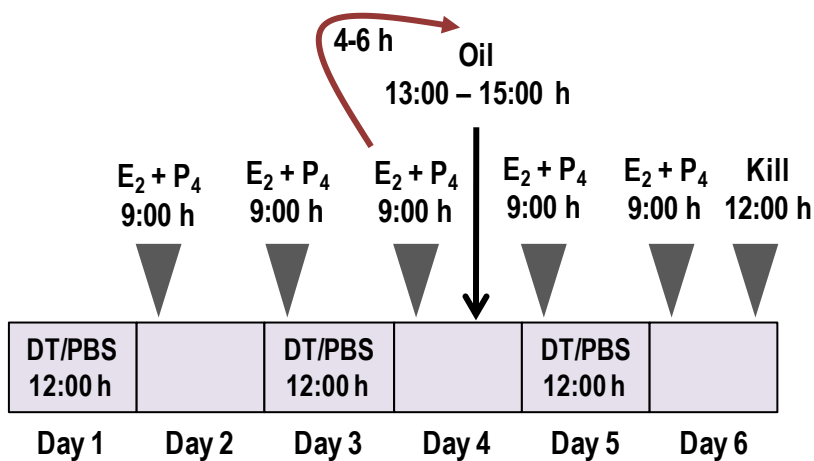 4-6 h
Oil
13:00 – 15:00 h
E₂ + P₄ E₂ + P₄ E₂ + P₄ E₂ + P₄ E₂ + P₄ Kill
9:00 h 9:00 h 9:00 h 9:00 h 9:00 h 12:00 h
DT/PBS DT/PBS DT/PBS
12:00 h 12:00 h 12:00 h
Day 1 Day 2 Day 3 Day 4 Day 5 Day 6